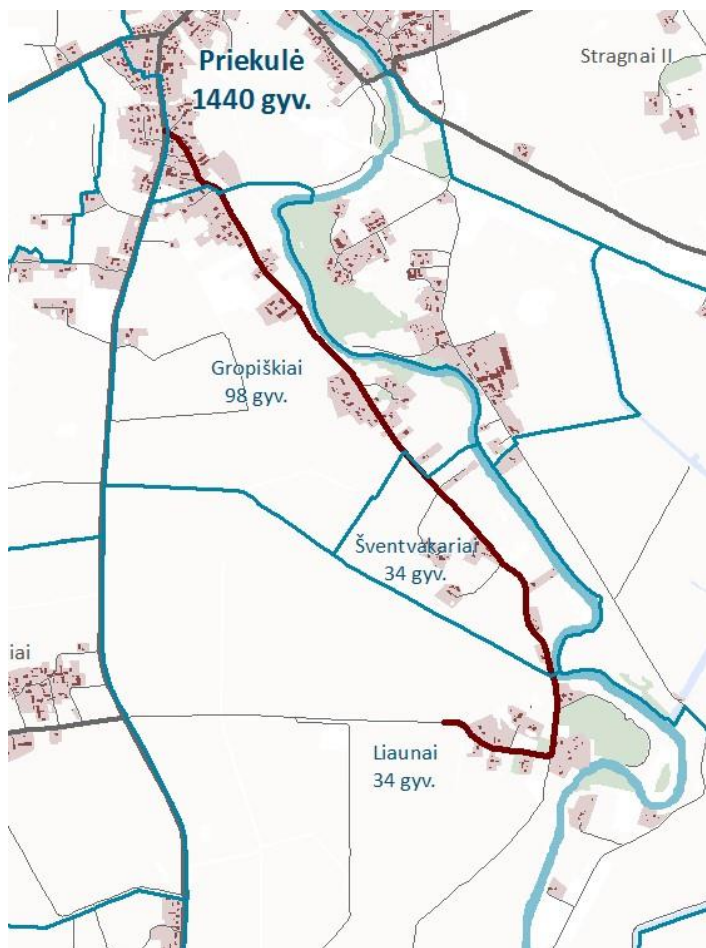 Priekulė
1440 gyv.
Stragnai II
Gropiškiai
98 gyv.
Šventvakariai
34 gyv.
iai
Liaunai
34 gyv.